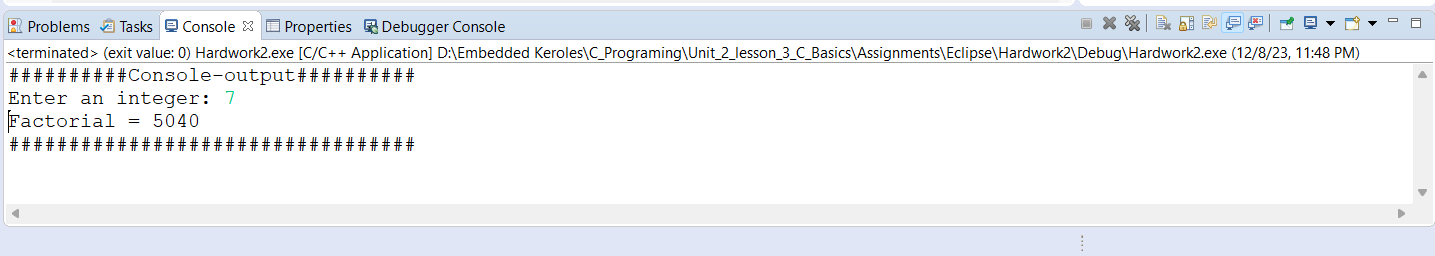 Problems Tasks Console Properties Debugger Console
<terminated> (exit value: 0) Hardwork2.exe [C/C++ Application] D:\Embedded Keroles\C_Programing\Unit_2_lesson_3_C_Basics\Assignments\Eclipse\Hardwork2\Debug\Hardwork2.exe (12/8/23, 11:48 PM)
##########Console-output##########
Enter an integer: 7
Factorial = 5040
##################################